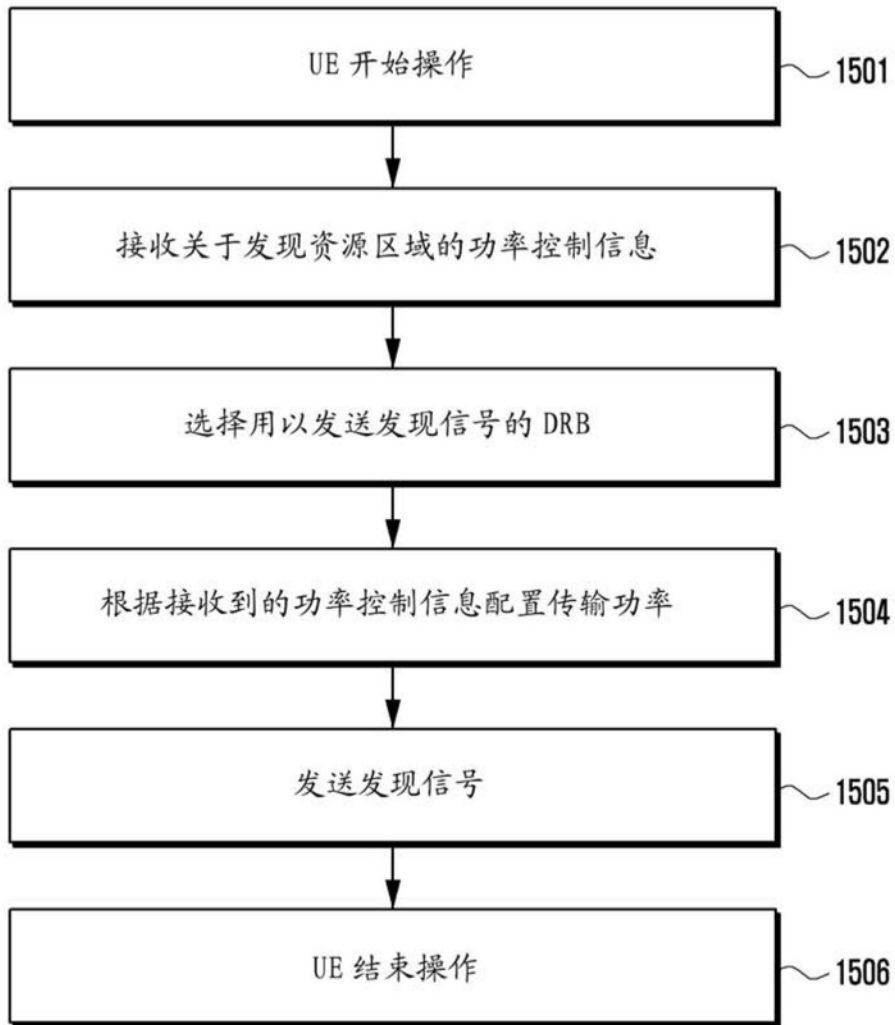 UE 开始操作
1501
接收关于发现资源区域的功率控制信息
1502
选择用以发送发现信号的 DRB
1503
根据接收到的功率控制信息配置传输功率
1504
发送发现信号
1505
UE 结束操作
1506